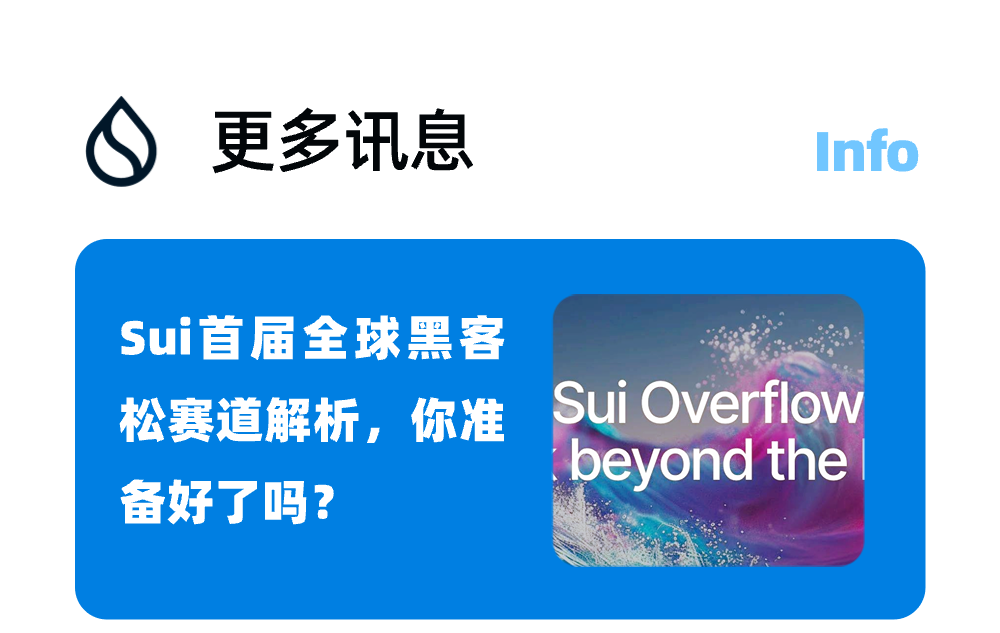 更多讯息
Info
Sui首届全球黑客
松赛道解析，你准
备好了吗？
Sui Overflow
beyond the